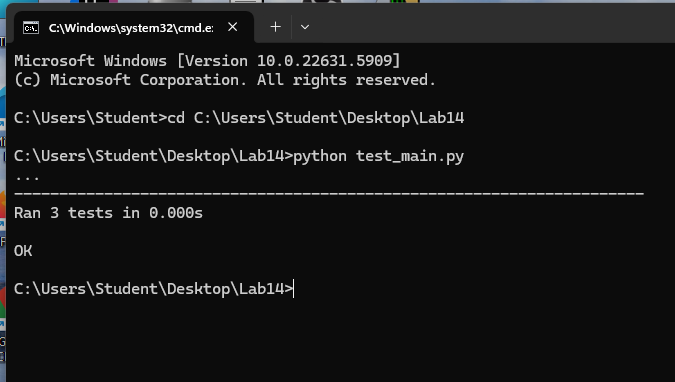 C:\Windows\system32\cmd.e:
Microsoft Windows [Version 10.0.22631.5909]
(c) Microsoft Corporation. All rights reserved.
C:\Users\Student>cd C:\Users\Student\Desktop\Lab14
C:\Users\Student\Desktop\Lab14>python test_main.py
...
----------------------------------------------------------------------
Ran 3 tests in 0.000s
OK
C:\Users\Student\Desktop\Lab14>